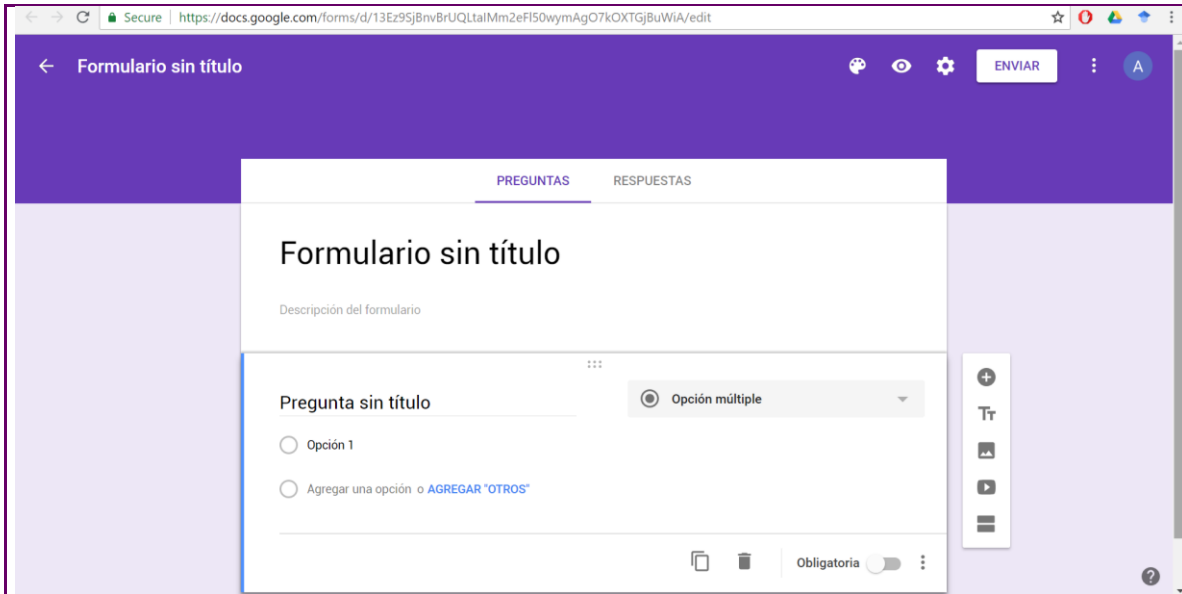 Secure https://docs.google.com/forms/d/13Ez9SjBnvBrUQLtaIMm2eFl50wymAgO7kOXTGjBuWiA/edit
Formulario sin título ENVIAR A
PREGUNTAS RESPUESTAS
Formulario sin título
Descripción del formulario
Pregunta sin título Opción múltiple
Opción 1
Agregar una opción o AGREGAR "OTROS"
Obligatoria